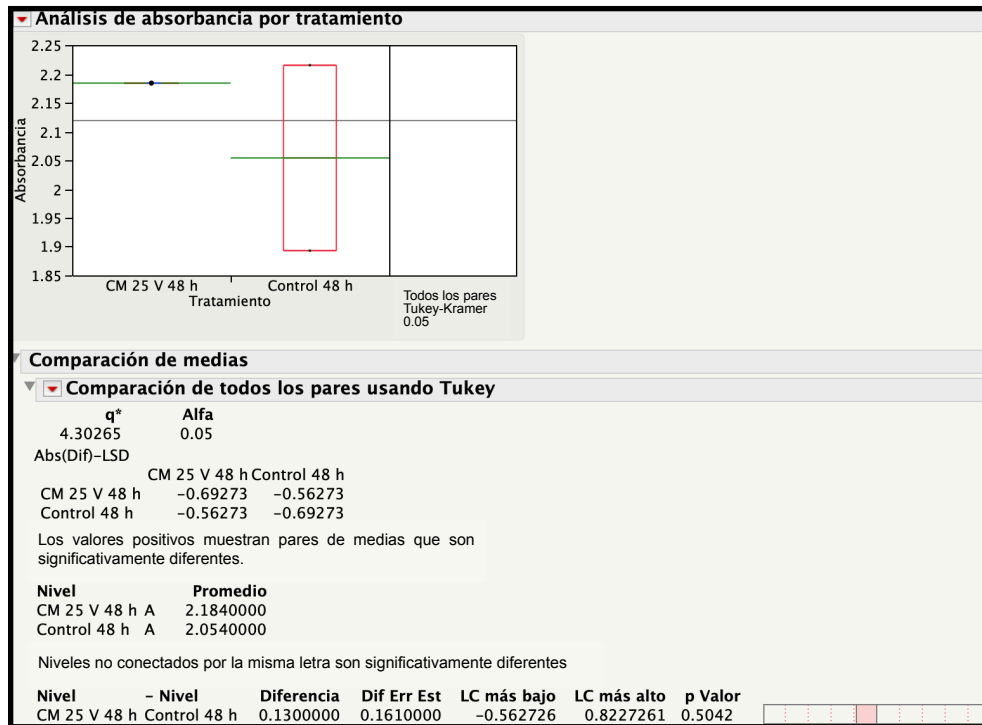 Análisis de absorbancia por tratamiento
2.25
2.2
2.15
2.1
2.05
2
1.95
1.9
1.85
Absorbancia
CM 25 V 48 h
Control 48 h
Tratamiento
Todos los pares
Tukey-Kramer
0.05
Comparación de medias
Comparación de todos los pares usando Tukey
q* Alfa
4.30265 0.05
Abs(Dif)-LSD
CM 25 V 48 h Control 48 h
CM 25 V 48 h -0.69273 -0.56273
Control 48 h -0.56273 -0.69273
Los valores positivos muestran pares de medias que son
significativamente diferentes.
Nivel Promedio
CM 25 V 48 h A 2.1840000
Control 48 h A 2.0540000
Niveles no conectados por la misma letra son significativamente diferentes
Nivel - Nivel Diferencia Dif Err Est LC más bajo LC más alto p Valor
CM 25 V 48 h Control 48 h 0.1300000 0.1610000 -0.562726 0.8227261 0.5042